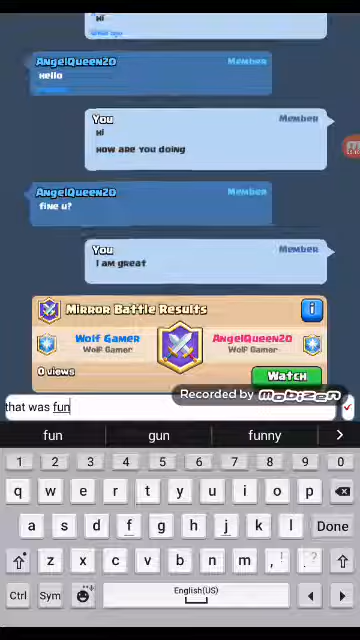 Hi
AngelQueen20 Member
Hello
You Member
Hi
How are you doing
AngelQueen20 Member
fine u?
You Member
I am great
Mirror Battle Results i
Wolf Gamer AngelQueen20
Wolf Gamer Wolf Gamer
0 views
Watch
Recorded by mobizen
that was fun
fun gun funny
1 2 3 4 5 6 7 8 9 0
q w e r t y u i o p
a s d f g h j k l Done
z x c v b n m , ! . ?
Ctrl Sym English(US)